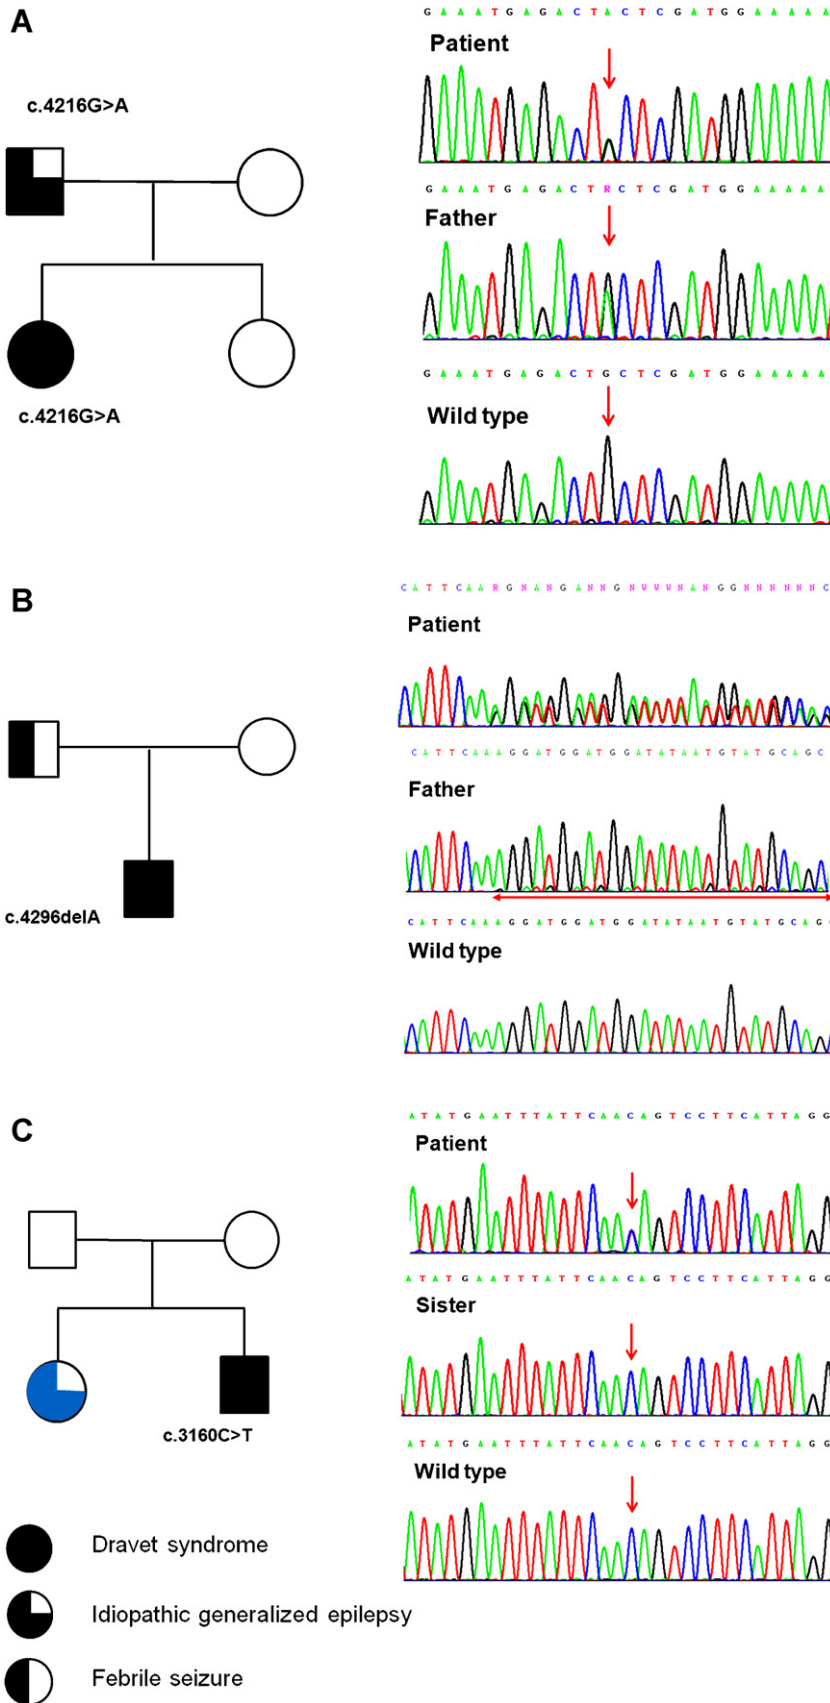 A
c.4216G>A
c.4216G>A
G A A A T G A G A C T A C T C G A T G G A A A A A
Patient
G A A A T G A G A C T R C T C G A T G G A A A A A
Father
G A A A T G A G A C T G C T C G A T G G A A A A A
Wild type
B
c.4296delA
C A T T C A A R G N A N G A N N G N W W W N A N G G N N N N N N C
Patient
C A T T C A A A G G A T G G A T G G A T A T A A T G T A T G C A G C
Father
C A T T C A A A G G A T G G A T G G A T A T A A T G T A T G C A G
Wild type
C
c.3160C>T
A T A T G A A T T T A T T C A A C A G T C C T T C A T T A G G
Patient
A T A T G A A T T T A T T C A A C A G T C C T T C A T T A G G
Sister
A T A T G A A T T T A T T C A A C A G T C C T T C A T T A G G
Wild type
Dravet syndrome
Idiopathic generalized epilepsy
Febrile seizure